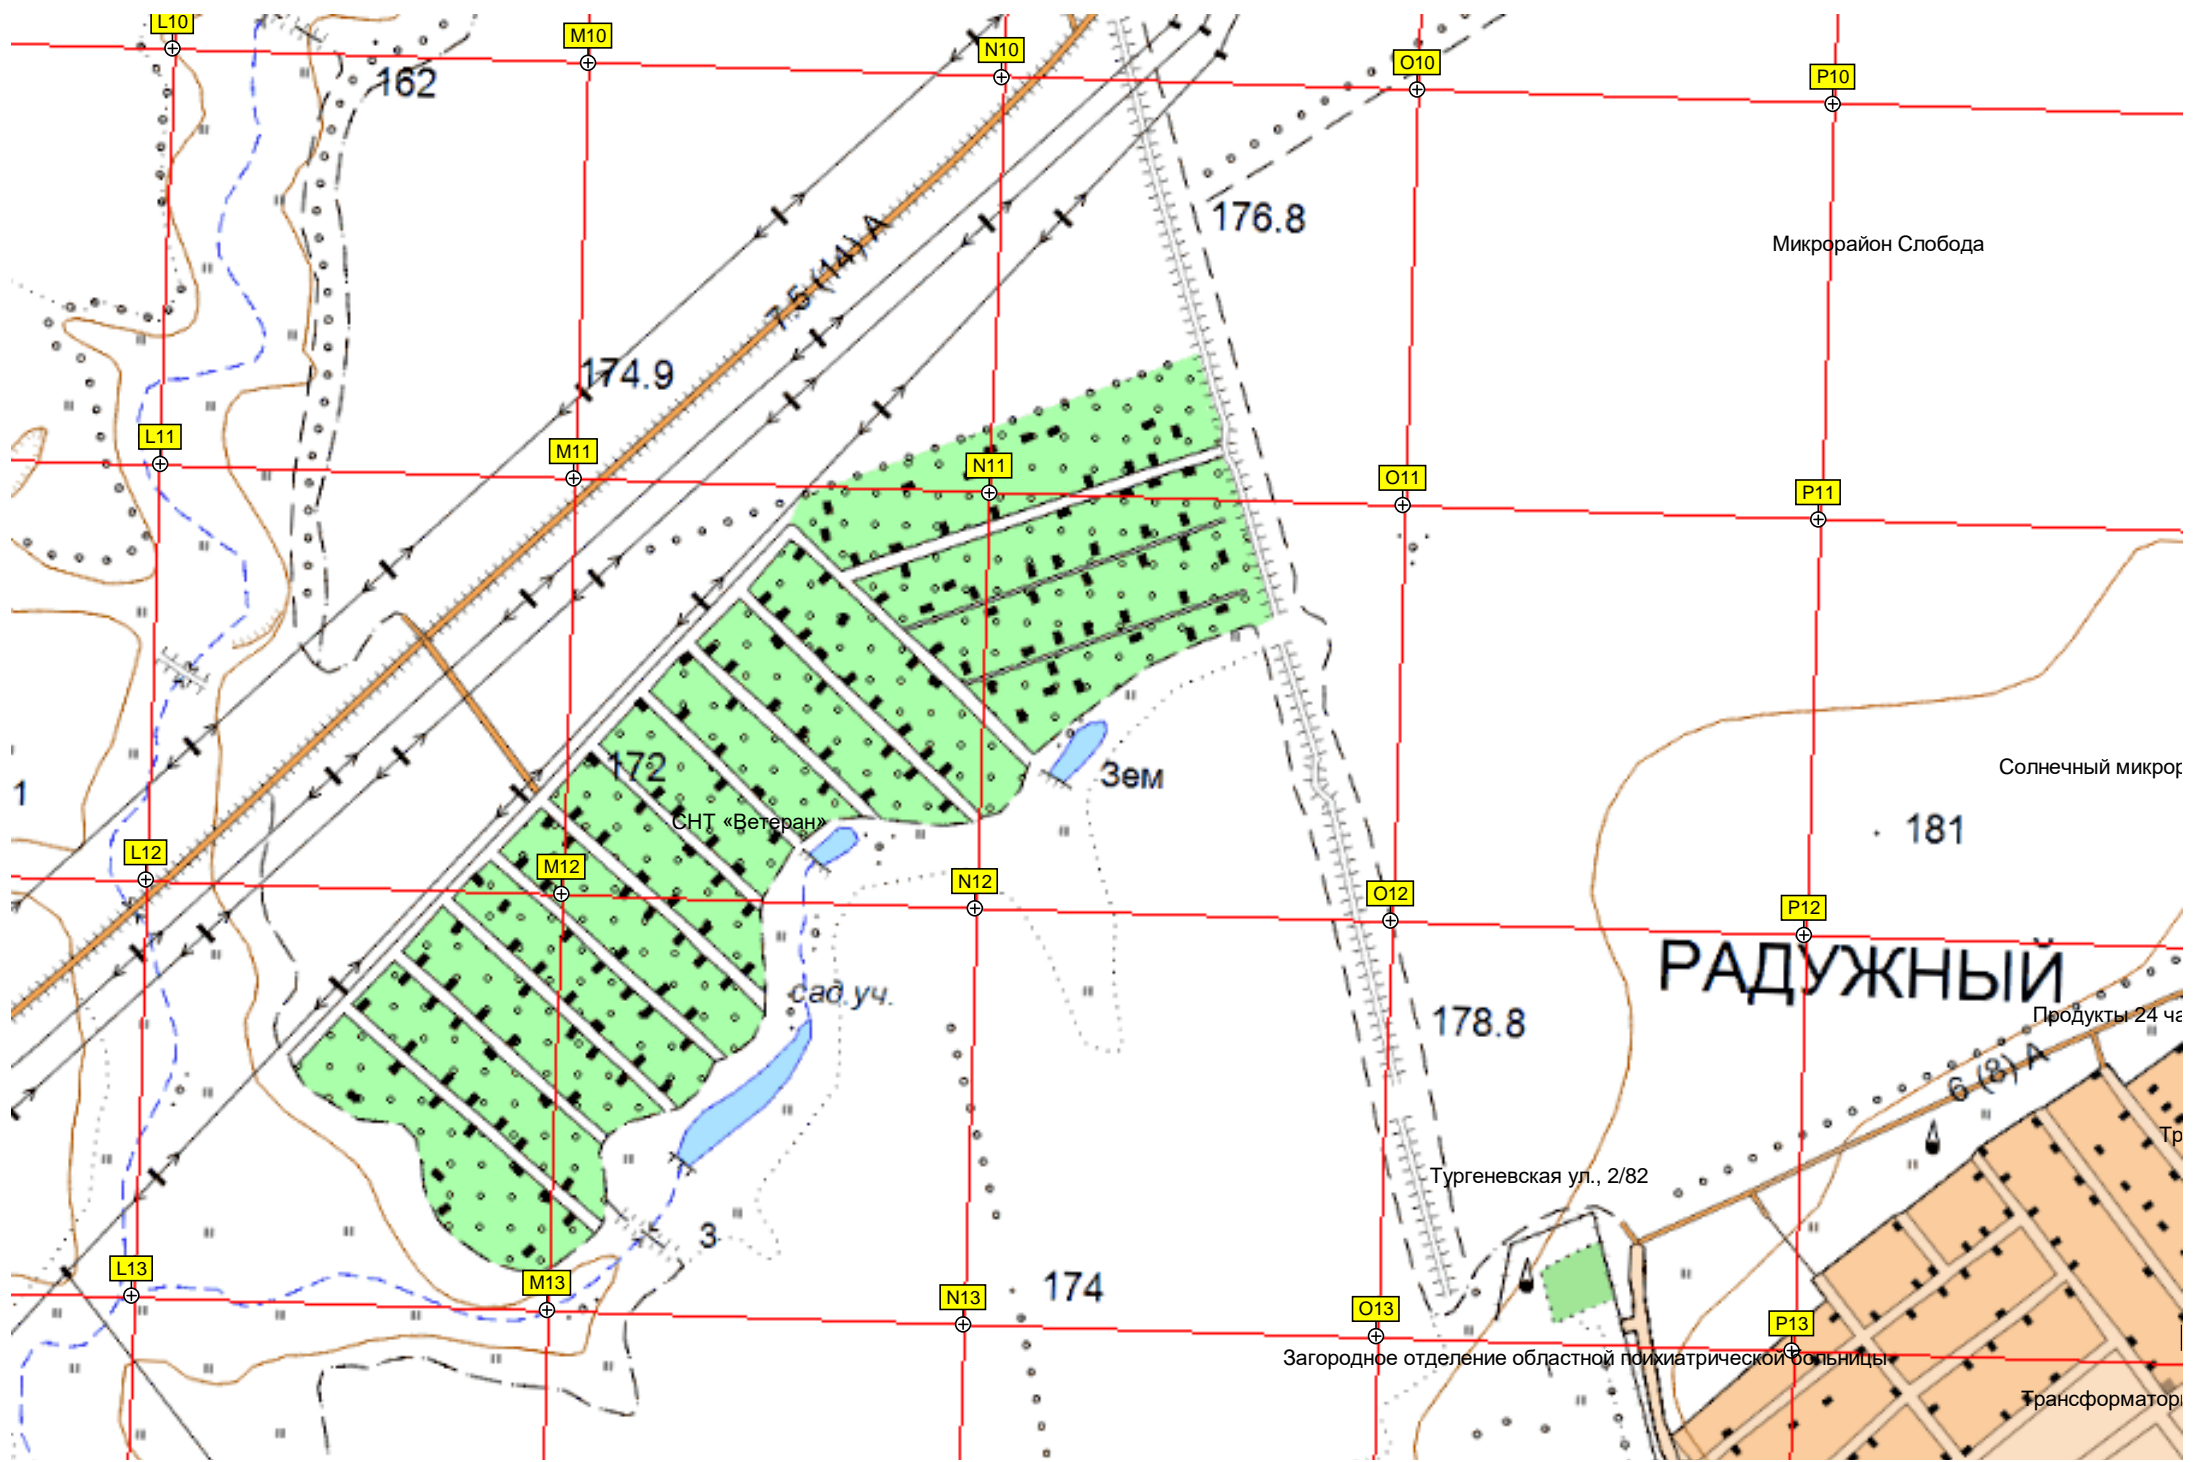 L10
M10
N10
O10
P10
162
176.8
Микрорайон Слобода
7.5 (14) А
174.9
L11
M11
N11
O11
P11
172
Зем
Солнечный микрор
1
СНТ «Ветеран»
181
L12
M12
N12
O12
P12
РАДУЖНЫЙ
сад.уч.
178.8
Продукты 24 ча
6 (8) А
Тр
Тургеневская ул., 2/82
3
174
L13
M13
N13
O13
P13
Загородное отделение областной психиатрической больницы
Трансформатор